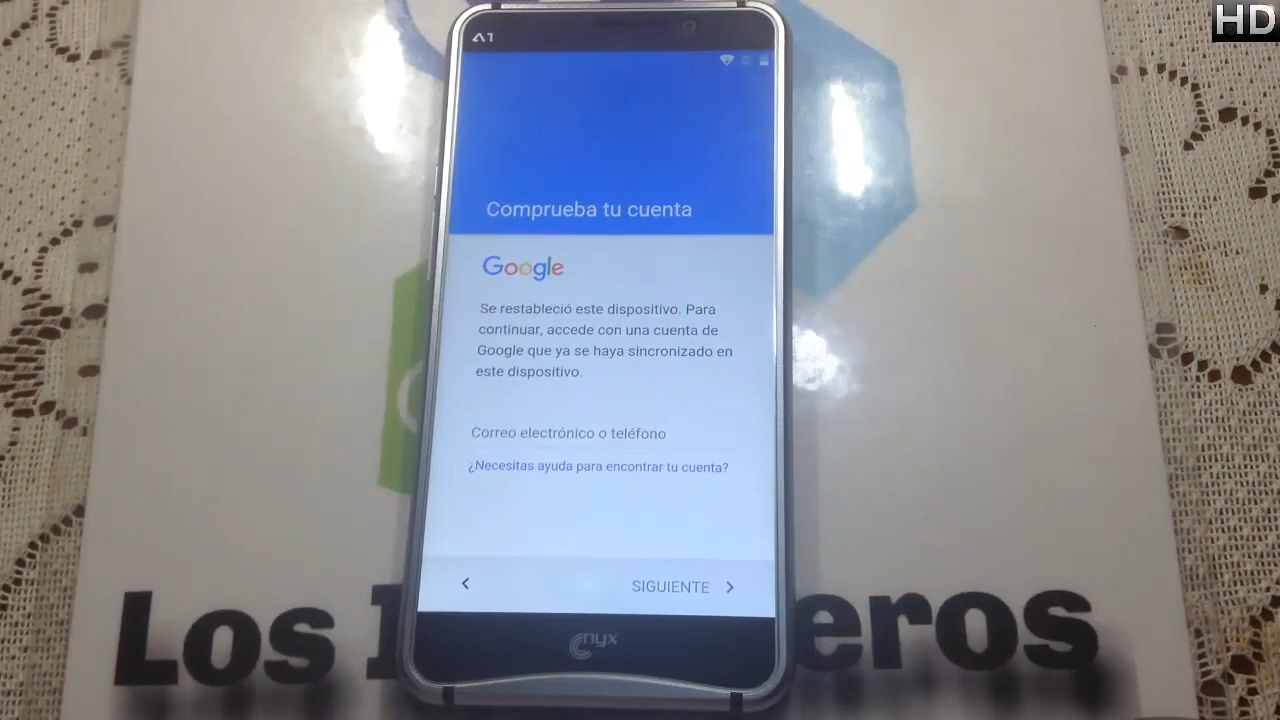 HD
A1
Comprueba tu cuenta
Google
Se restableció este dispositivo. Para
continuar, accede con una cuenta de
Google que ya se haya sincronizado en
este dispositivo.
Correo electrónico o teléfono
¿Necesitas ayuda para encontrar tu cuenta?
SIGUIENTE
nyx
Los
eros